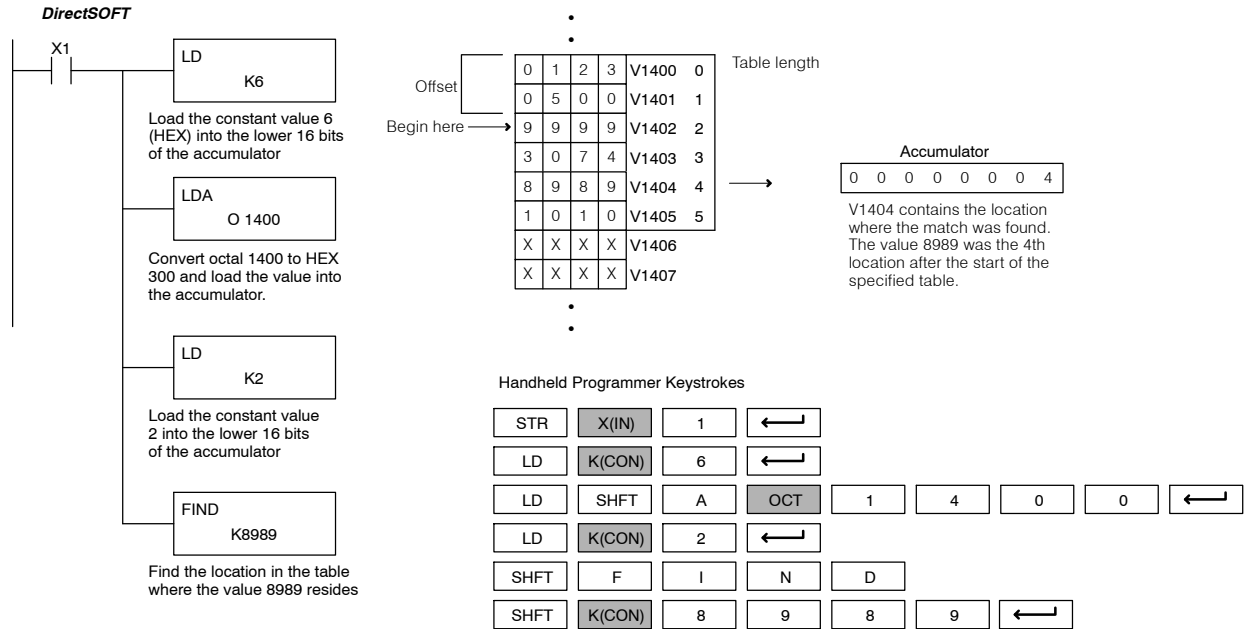 DirectSOFT
X1
LD
K6
Load the constant value 6
(HEX) into the lower 16 bits
of the accumulator
LDA
O 1400
Convert octal 1400 to HEX
300 and load the value into
the accumulator.
LD
K2
Load the constant value
2 into the lower 16 bits
of the accumulator
FIND
K8989
Find the location in the table
where the value 8989 resides
Offset
Begin here
0 1 2 3 V1400 0
0 5 0 0 V1401 1
9 9 9 9 V1402 2
3 0 7 4 V1403 3
8 9 8 9 V1404 4
1 0 1 0 V1405 5
X X X X V1406
X X X X V1407
Table length
Accumulator
0 0 0 0 0 0 0 4
V1404 contains the location
where the match was found.
The value 8989 was the 4th
location after the start of the
specified table.
Handheld Programmer Keystrokes
STR X(IN) 1
LD K(CON) 6
LD SHFT A OCT 1 4 0 0
LD K(CON) 2
SHFT F I N D
SHFT K(CON) 8 9 8 9